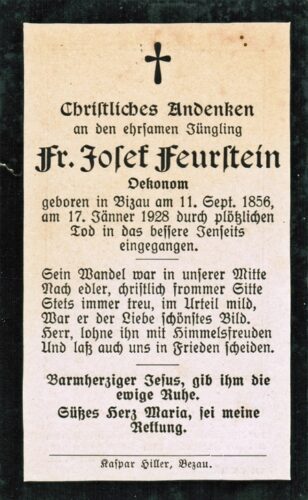 Christliches Andenken
an den ehrsamen Jüngling
Fr. Josef Feurstein
Oekonom
geboren in Bizau am 11. Sept. 1856,
am 17. Jänner 1928 durch plötzlichen
Tod in das bessere Jenseits
eingegangen.
Sein Wandel war in unserer Mitte
Nach edler, christlich frommer Sitte
Stets immer treu, im Urteil mild,
War er der Liebe schönstes Bild.
Herr, lohne ihn mit Himmelsfreuden
Und laß auch uns in Frieden scheiden.
Barmherziger Jesus, gib ihm die
ewige Ruhe.
Süßes Herz Maria, sei meine
Rettung.
Kaspar Hiller, Bezau.